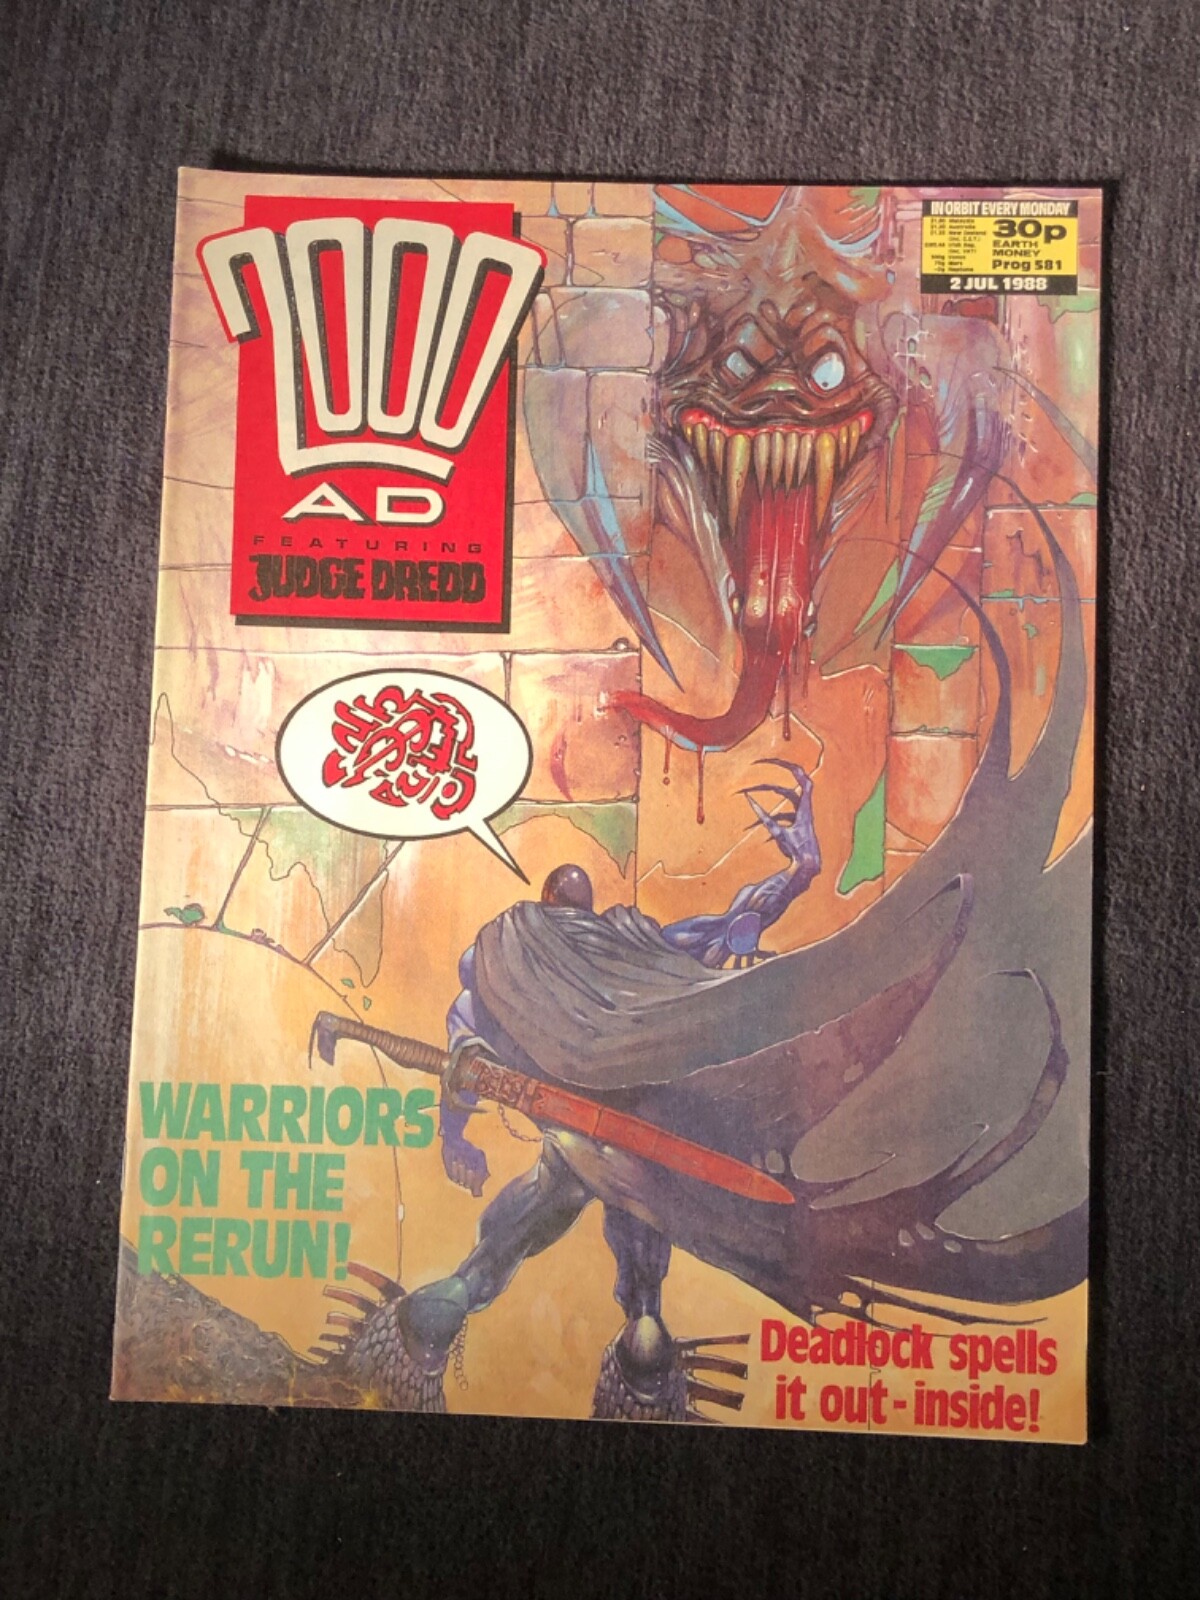 2000
AD
FEATURING
JUDGE DREDD
IN ORBIT EVERY MONDAY
30p
EARTH
MONEY
Prog 581
2 JUL 1988
WARRIORS
ON THE
RERUN!
Deadlock spells
it out-inside!